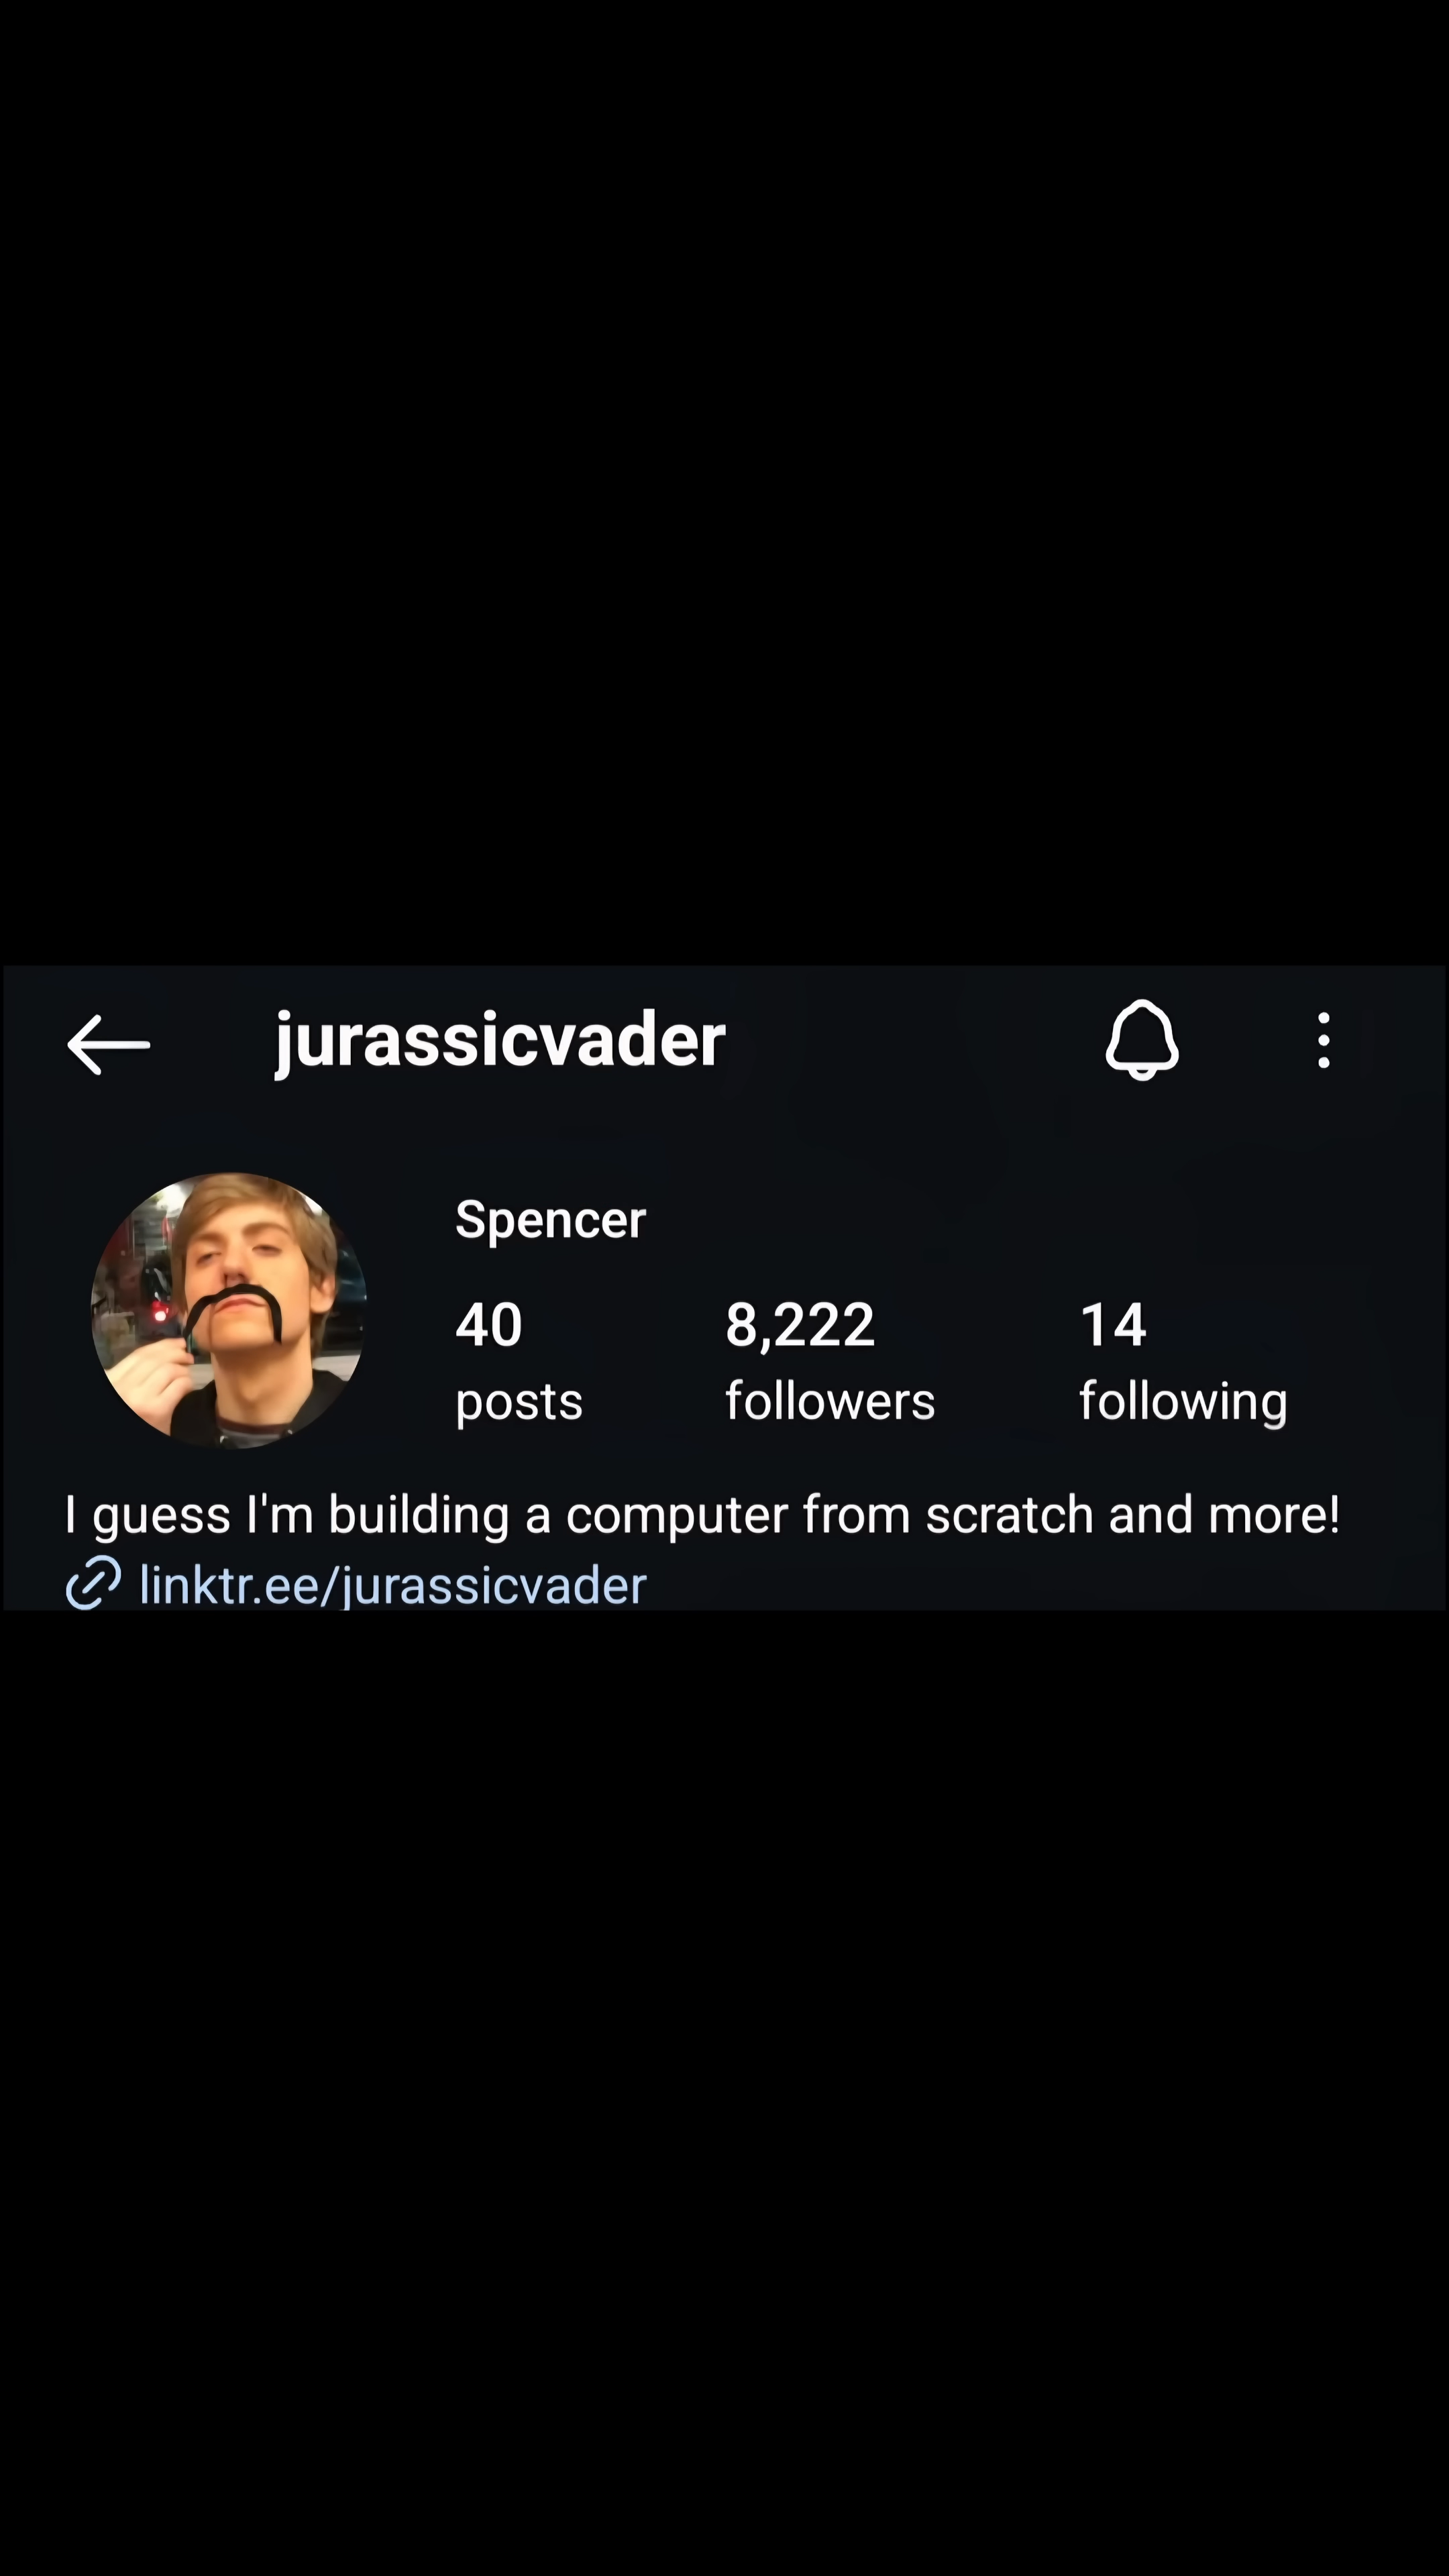 jurassicvader
Spencer
40 8,222 14
posts followers following
I guess I'm building a computer from scratch and more!
linktr.ee/jurassicvader